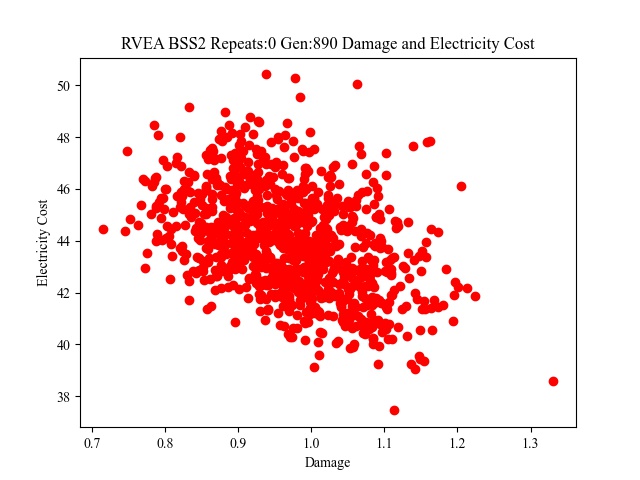 RVEA BSS2 Repeats:0 Gen:890 Damage and Electricity Cost
50
48
46
44
42
40
38
Electricity Cost
0.7 0.8 0.9 1.0 1.1 1.2 1.3
Damage